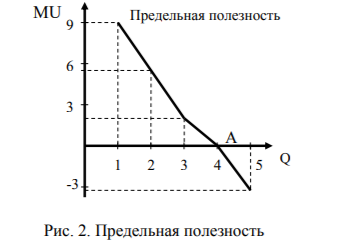 MU
Предельная полезность
9
6
3
A
1 2 3 4 5 Q
-3
Рис. 2. Предельная полезность